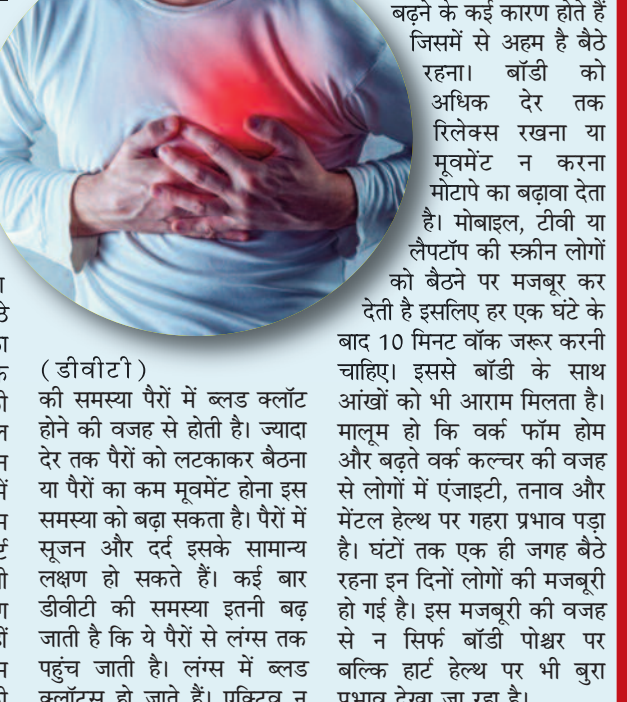 (डीवीटी)
की समस्या पैरों में ब्लड क्लॉट
होने की वजह से होती है। ज्यादा
देर तक पैरों को लटकाकर बैठना
या पैरों का कम मूवमेंट होना इस
समस्या को बढ़ा सकता है। पैरों में
सूजन और दर्द इसके सामान्य
लक्षण हो सकते हैं। कई बार
डीवीटी की समस्या इतनी बढ़
जाती है कि ये पैरों से लंग्स तक
पहुंच जाती है। लंग्स में ब्लड
क्लॉट्स हो जाते हैं। एक्टिव न
बढ़ने के कई कारण होते हैं
जिसमें से अहम है बैठे
रहना। बॉडी को
अधिक देर तक
रिलेक्स रखना या
मूवमेंट न करना
मोटापे का बढ़ावा देता
है। मोबाइल, टीवी या
लैपटॉप की स्क्रीन लोगों
को बैठने पर मजबूर कर
देती है इसलिए हर एक घंटे के
बाद 10 मिनट वॉक जरूर करनी
चाहिए। इससे बॉडी के साथ
आंखों को भी आराम मिलता है।
मालूम हो कि वर्क फॉम होम
और बढ़ते वर्क कल्चर की वजह
से लोगों में एंजाइटी, तनाव और
मेंटल हेल्थ पर गहरा प्रभाव पड़ा
है। घंटों तक एक ही जगह बैठे
रहना इन दिनों लोगों की मजबूरी
हो गई है। इस मजबूरी की वजह
से न सिर्फ बॉडी पोश्चर पर
बल्कि हार्ट हेल्थ पर भी बुरा
प्रभाव देखा जा रहा है।